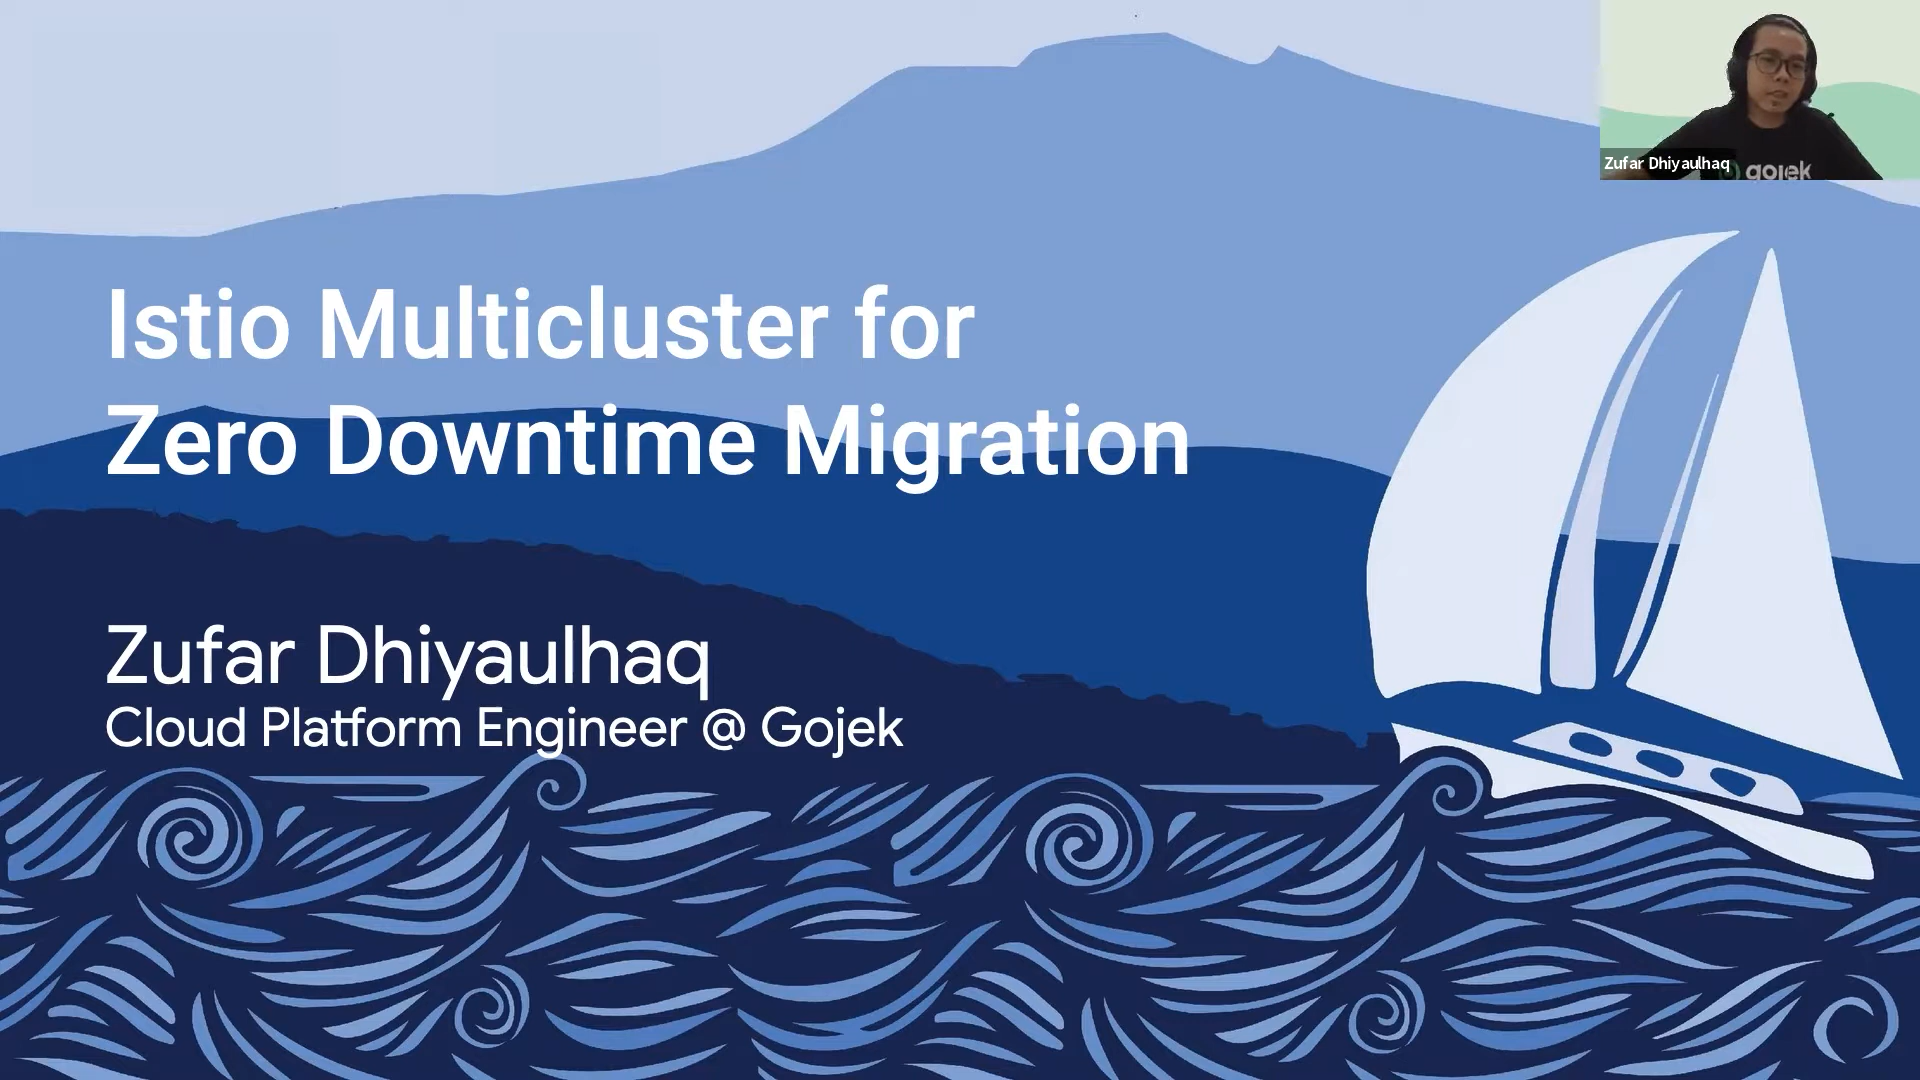 Zufar Dhiyaulhaq
gojek
Istio Multicluster for
Zero Downtime Migration
Zufar Dhiyaulhaq
Cloud Platform Engineer @ Gojek